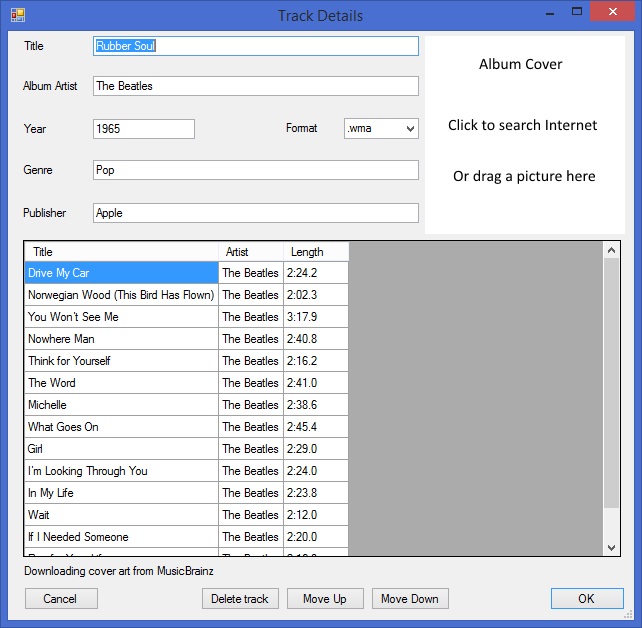 Track Details
Title Rubber Soul
Album Artist The Beatles
Year 1965 Format .wma
Genre Pop
Publisher Apple
Album Cover
Click to search Internet
Or drag a picture here
Title Artist Length
Drive My Car The Beatles 2:24.2
Norwegian Wood (This Bird Has Flown) The Beatles 2:02.3
You Won't See Me The Beatles 3:17.9
Nowhere Man The Beatles 2:40.8
Think for Yourself The Beatles 2:16.2
The Word The Beatles 2:41.0
Michelle The Beatles 2:38.6
What Goes On The Beatles 2:45.4
Girl The Beatles 2:29.0
I'm Looking Through You The Beatles 2:24.0
In My Life The Beatles 2:23.8
Wait The Beatles 2:12.0
If I Needed Someone The Beatles 2:20.0
Downloading cover art from MusicBrainz
Cancel Delete track Move Up Move Down OK